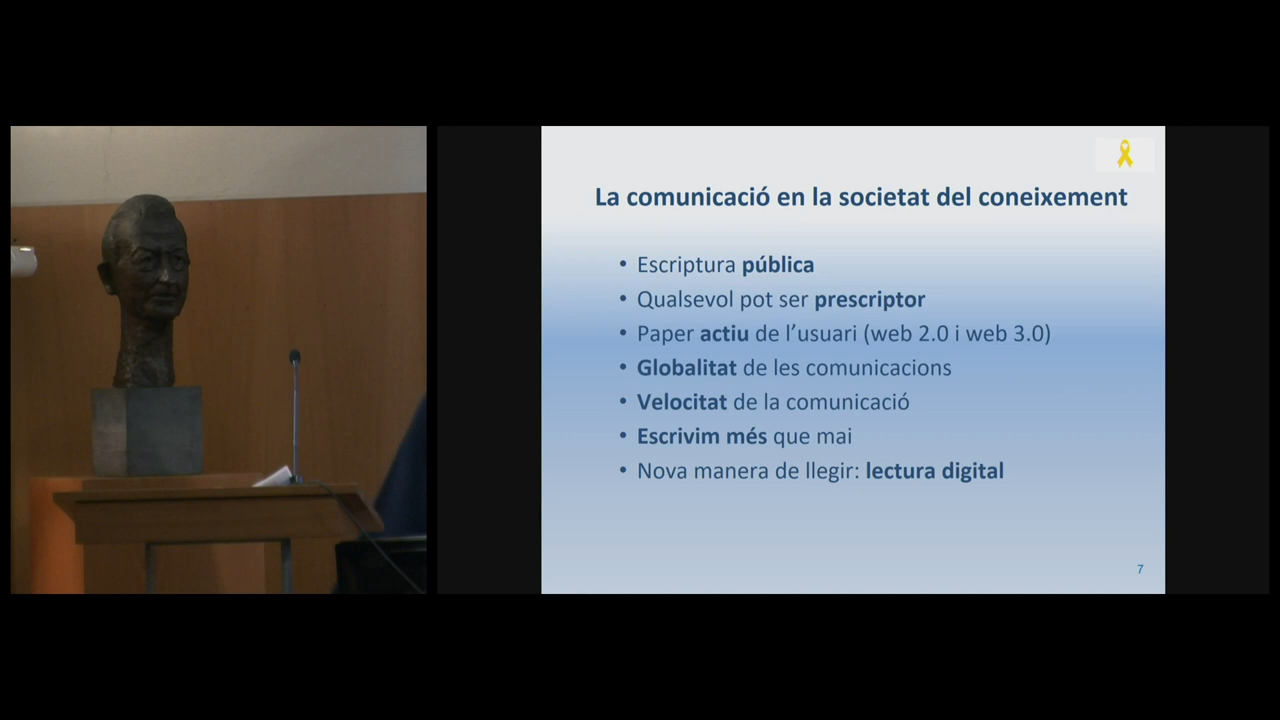 La comunicació en la societat del coneixement
• Escriptura pública
• Qualsevol pot ser prescriptor
• Paper actiu de l’usuari (web 2.0 i web 3.0)
• Globalitat de les comunicacions
• Velocitat de la comunicació
• Escrivim més que mai
• Nova manera de llegir: lectura digital
7